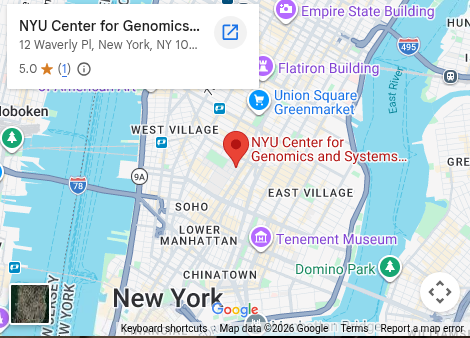 NYU Center for Genomics...
12 Waverly Pl, New York, NY 10...
5.0 ★ (1)
Empire State Building
495
Flatiron Building
East River
Union Square
Greenmarket
Hoboken
WEST VILLAGE
NYU Center for
Genomics and Systems...
78
9A
EAST VILLAGE
SOHO
LOWER
MANHATTAN
Tenement Museum
Domino Park
CHINATOWN
New York
Google
NEW YORK
Keyboard shortcuts
Map data ©2026 Google
Terms
Report a map error